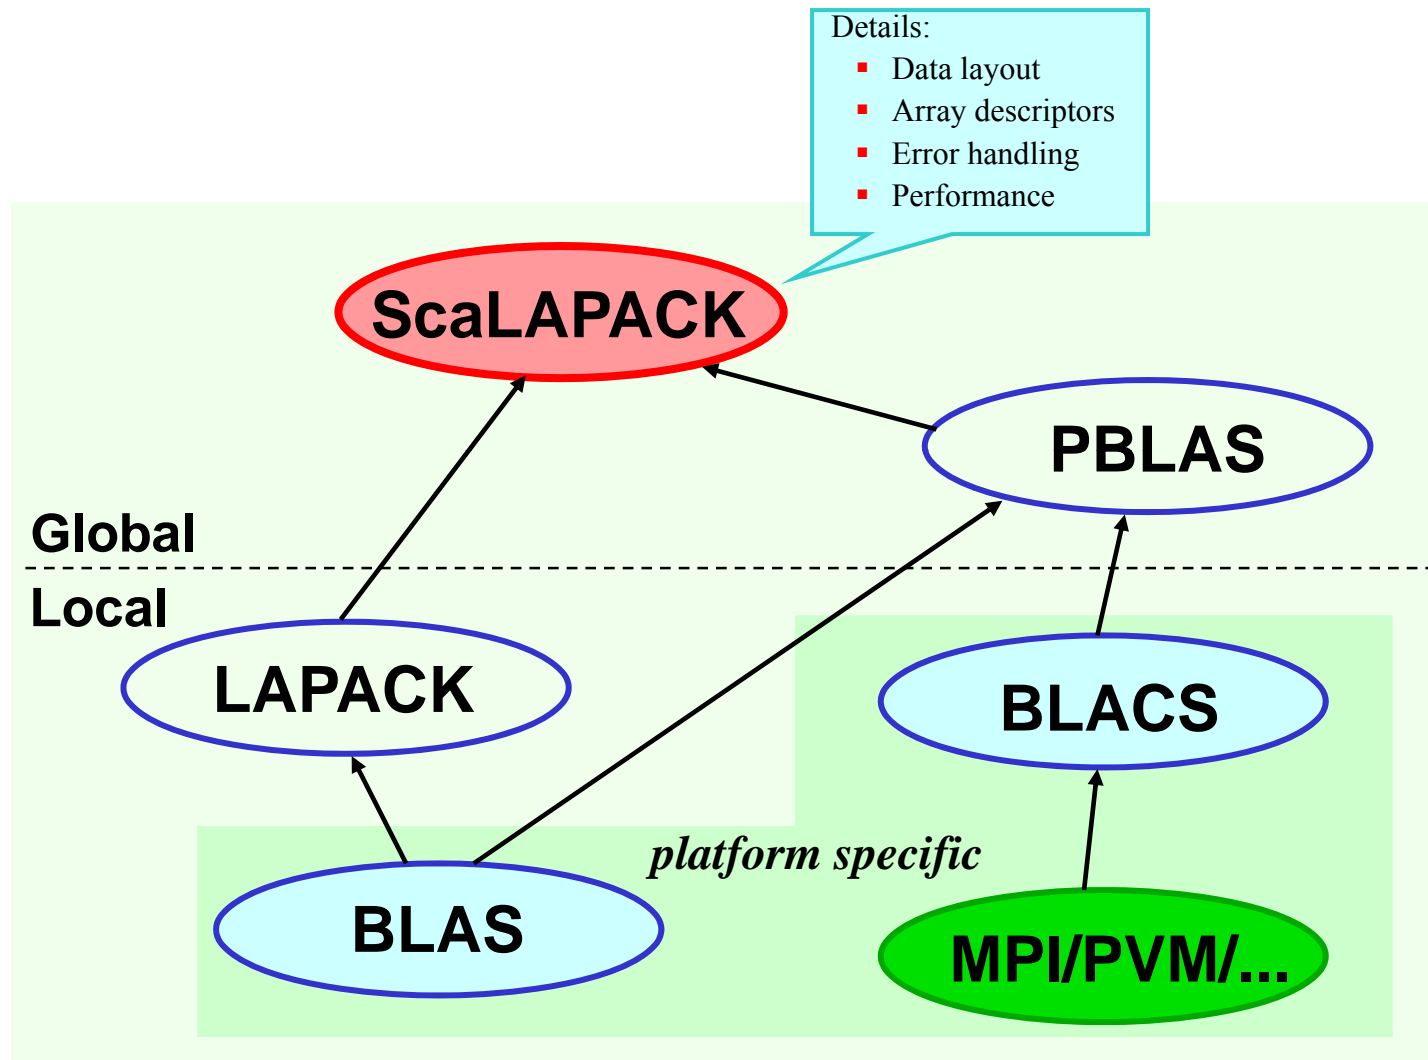 Details:
▪ Data layout
▪ Array descriptors
▪ Error handling
▪ Performance
ScaLAPACK
PBLAS
Global
Local
LAPACK
BLACS
platform specific
BLAS
MPI/PVM/...